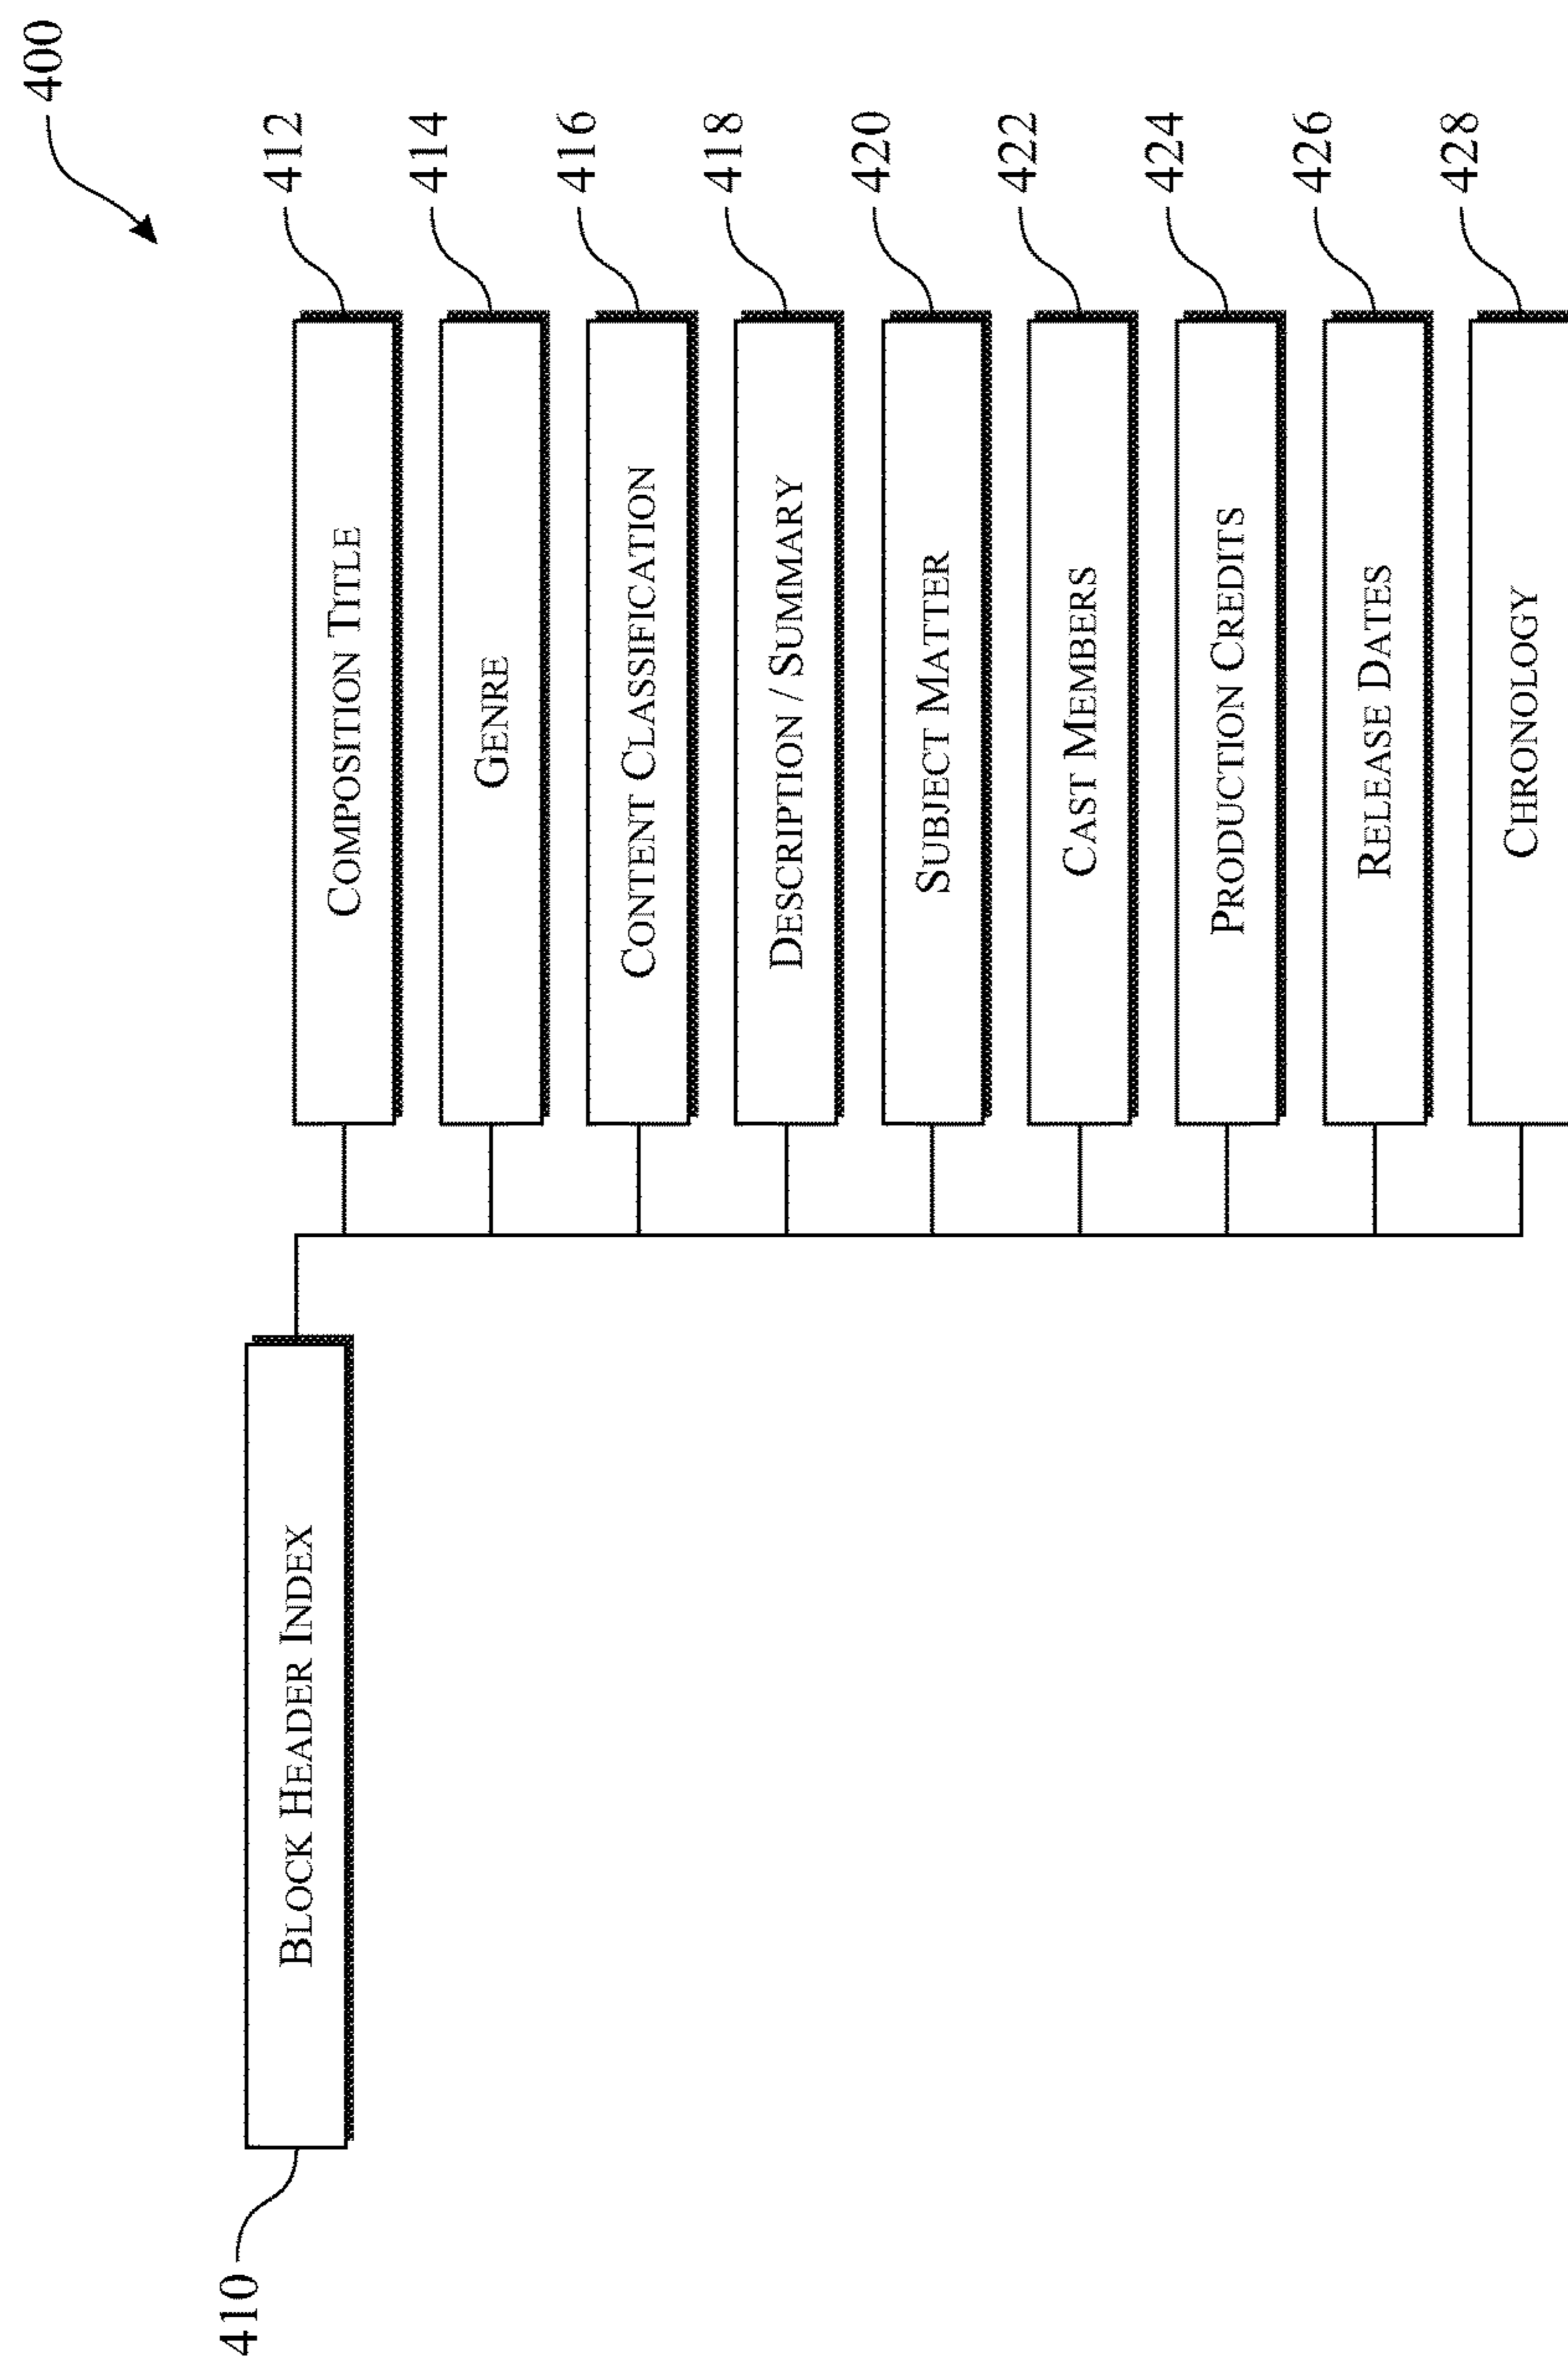 400
410
BLOCK HEADER INDEX
COMPOSITION TITLE
412
GENRE
414
CONTENT CLASSIFICATION
416
DESCRIPTION / SUMMARY
418
SUBJECT MATTER
420
CAST MEMBERS
422
PRODUCTION CREDITS
424
RELEASE DATES
426
CHRONOLOGY
428